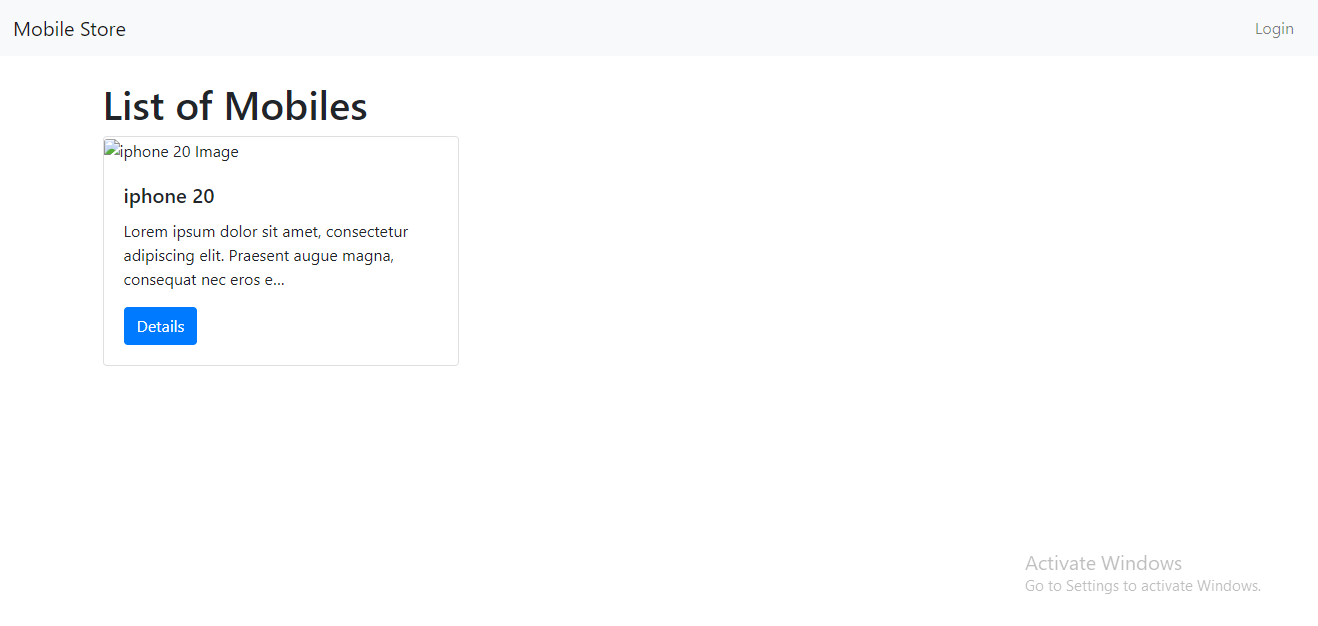 Mobile Store
Login
List of Mobiles
iphone 20 Image
iphone 20
Lorem ipsum dolor sit amet, consectetur
adipiscing elit. Praesent augue magna,
consequat nec eros e...
Details
Activate Windows
Go to Settings to activate Windows.